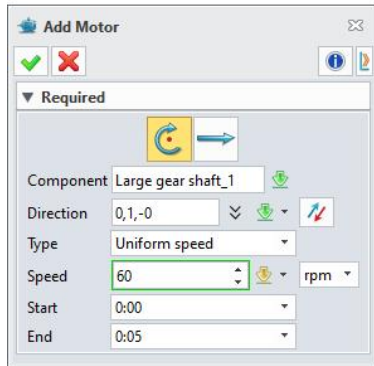 Add Motor
Required
Component Large gear shaft_1
Direction 0,1,-0
Type Uniform speed
Speed 60 rpm
Start 0:00
End 0:05